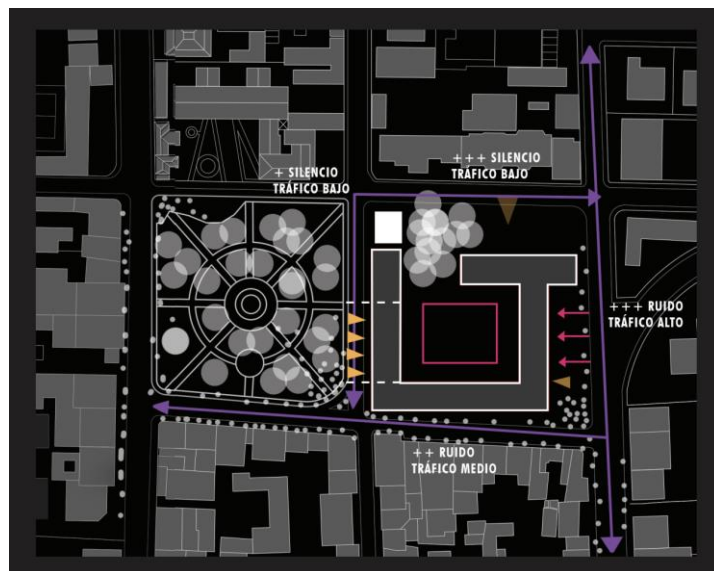 + SILENCIO
TRÁFICO BAJO
+++ SILENCIO
TRÁFICO BAJO
+++ RUIDO
TRÁFICO ALTO
++ RUIDO
TRÁFICO MEDIO